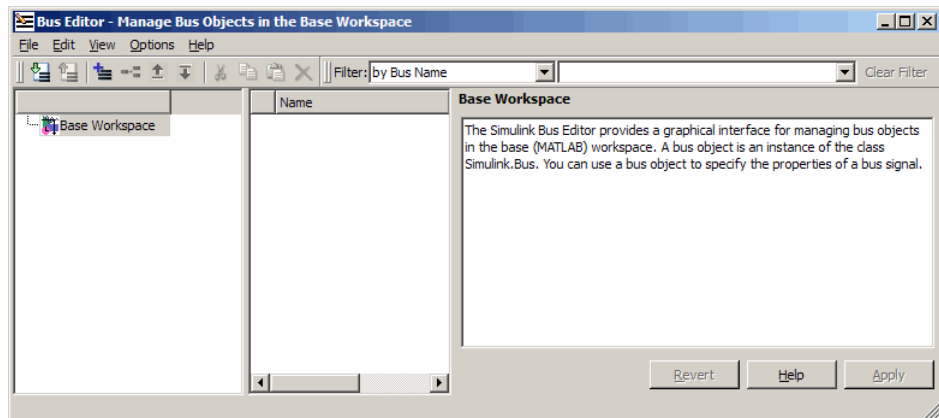 Bus Editor - Manage Bus Objects in the Base Workspace
File Edit View Options Help
Filter: by Bus Name Clear Filter
Name
Base Workspace
Base Workspace
The Simulink Bus Editor provides a graphical interface for managing bus objects
in the base (MATLAB) workspace. A bus object is an instance of the class
Simulink.Bus. You can use a bus object to specify the properties of a bus signal.
Revert Help Apply